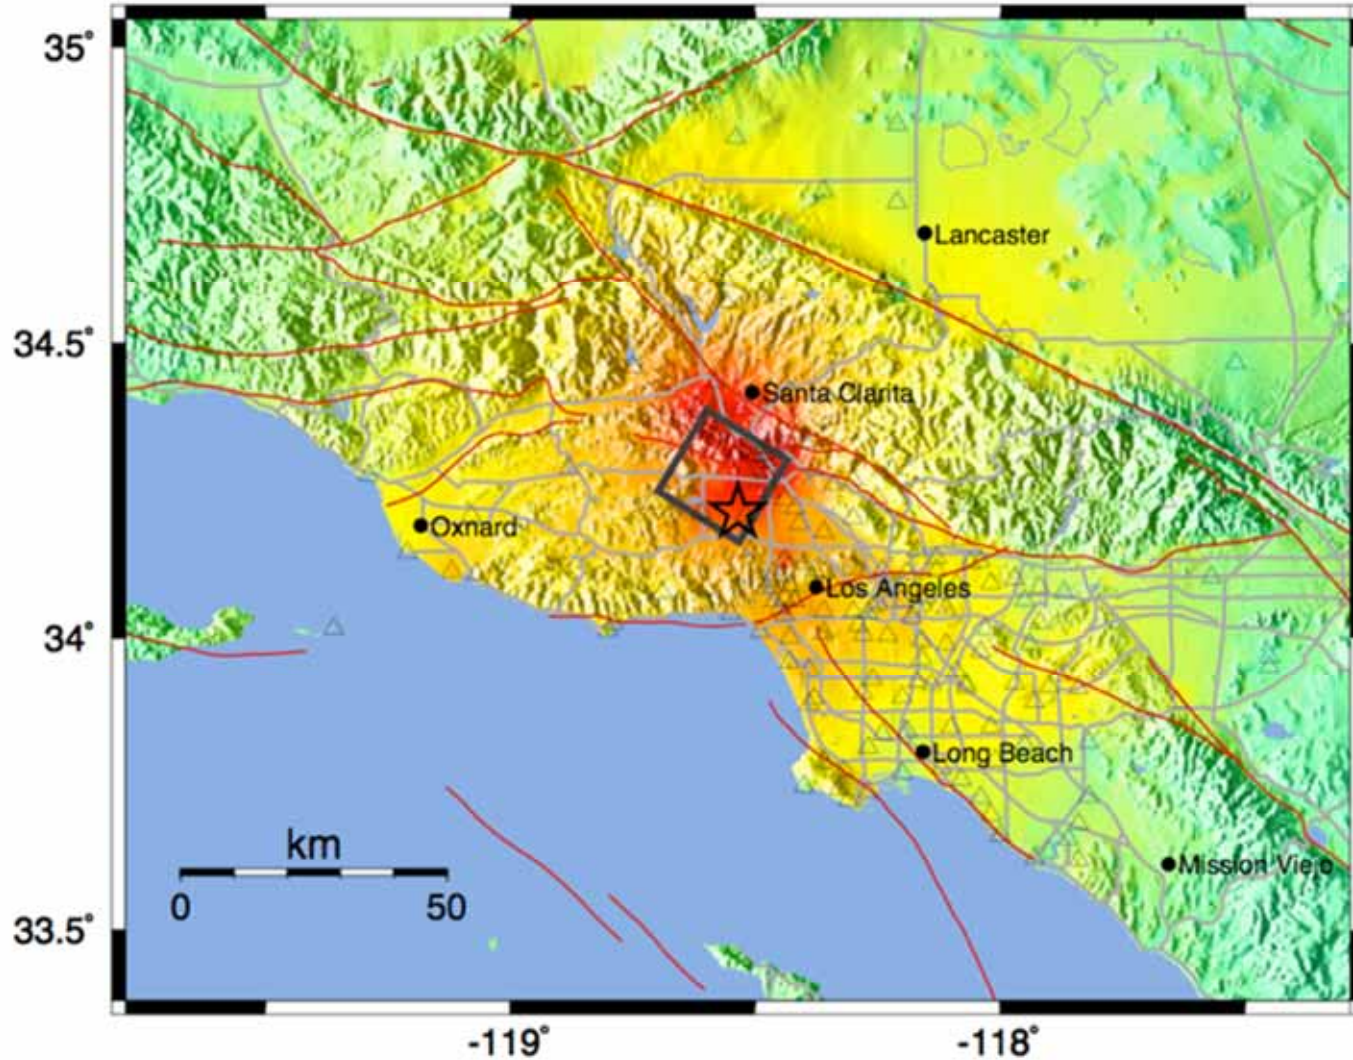 35°
Lancaster
34.5°
Santa Clarita
Oxnard
Los Angeles
34°
Long Beach
km
Mission Viejo
0 50
33.5°
-119° -118°